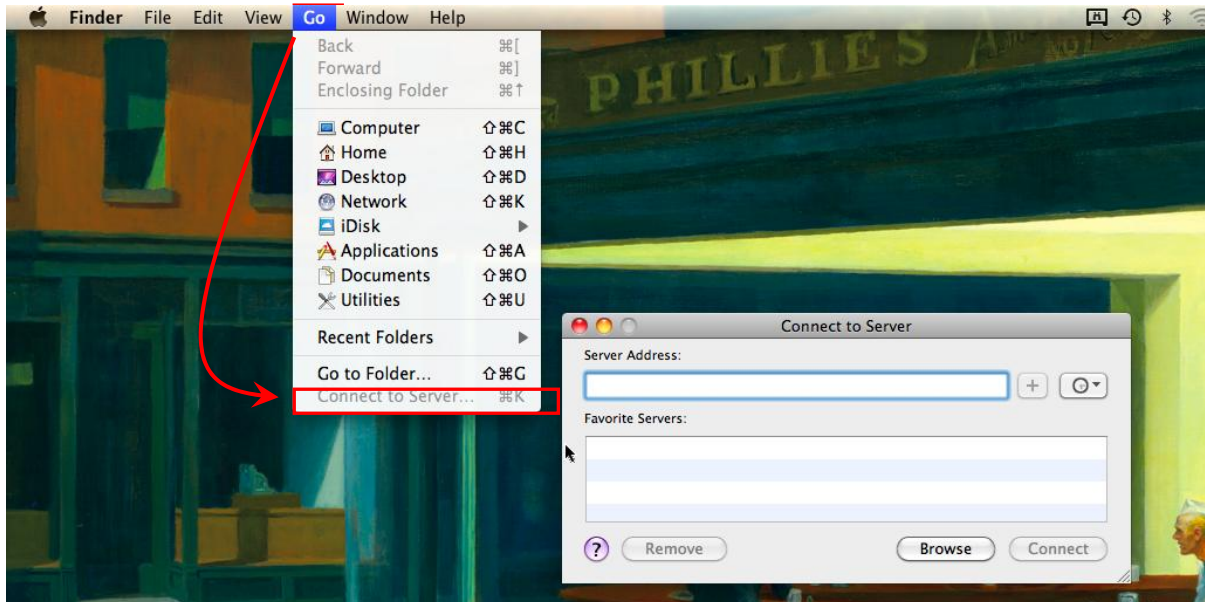 Finder File Edit View Go Window Help
Back ⌘[
Forward ⌘]
Enclosing Folder ⌘↑
Computer ⇧⌘C
Home ⇧⌘H
Desktop ⇧⌘D
Network ⇧⌘K
iDisk
Applications ⇧⌘A
Documents ⇧⌘O
Utilities ⇧⌘U
Recent Folders
Go to Folder... ⇧⌘G
Connect to Server... ⌘K
PHILLIES
Connect to Server
Server Address:
+
Favorite Servers:
? Remove Browse Connect